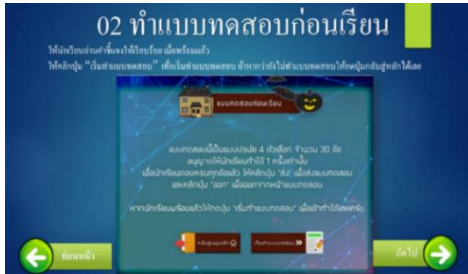 02 ทำแบบทดสอบก่อนเรียน
ให้นักเรียนอ่านคำชี้แจงให้เรียบร้อย เมื่อพร้อมแล้ว
ให้คลิกปุ่ม "เริ่มทำแบบทดสอบ" เพื่อเริ่มทำแบบทดสอบ ถ้าหากว่ายังไม่ทำแบบทดสอบให้กดปุ่มกลับสู่หลักได้เลย
แบบทดสอบก่อนเรียน
แบบทดสอบนี้เป็นแบบปรนัย 4 ตัวเลือก จำนวน 30 ข้อ
อนุญาตให้นักเรียนทำได้ 1 ครั้งเท่านั้น
เมื่อนักเรียนตอบครบทุกข้อแล้ว ให้คลิกปุ่ม "ส่ง" เพื่อส่งแบบทดสอบ
และคลิกปุ่ม "ออก" เพื่อออกจากหน้าแบบทดสอบ
หากนักเรียนพร้อมแล้วให้กดปุ่ม "เริ่มทำแบบทดสอบ" เพื่อเข้าทำได้เลยครับ
กลับสู่เมนูหลัก
เริ่มทำแบบทดสอบ
ย้อนหน้า
ถัดไป